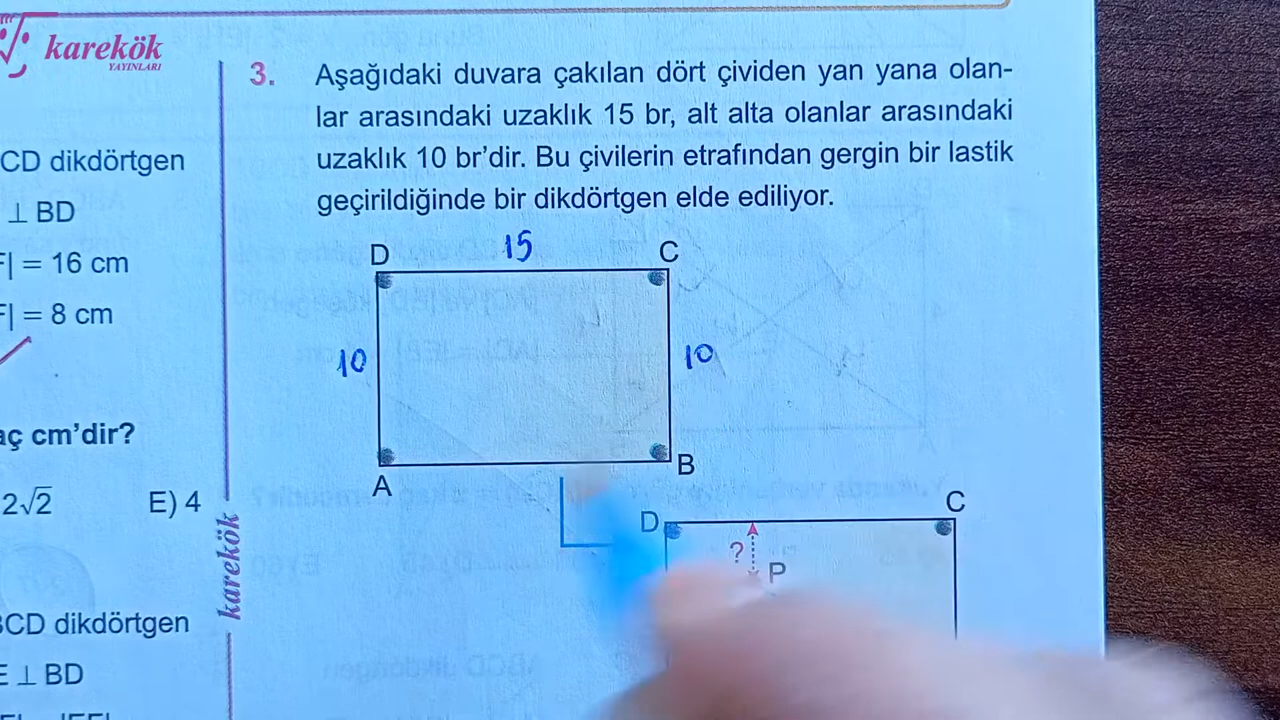 karekök
YAYINLARI
CD dikdörtgen
⊥ BD
| = 16 cm
| = 8 cm
aç cm'dir?
2√2 E) 4
karekök
BCD dikdörtgen
E ⊥ BD
3. Aşağıdaki duvara çakılan dört çividen yan yana olan-
lar arasındaki uzaklık 15 br, alt alta olanlar arasındaki
uzaklık 10 br'dir. Bu çivilerin etrafından gergin bir lastik
geçirildiğinde bir dikdörtgen elde ediliyor.
D 15 C
10 10
A B
D C
? P